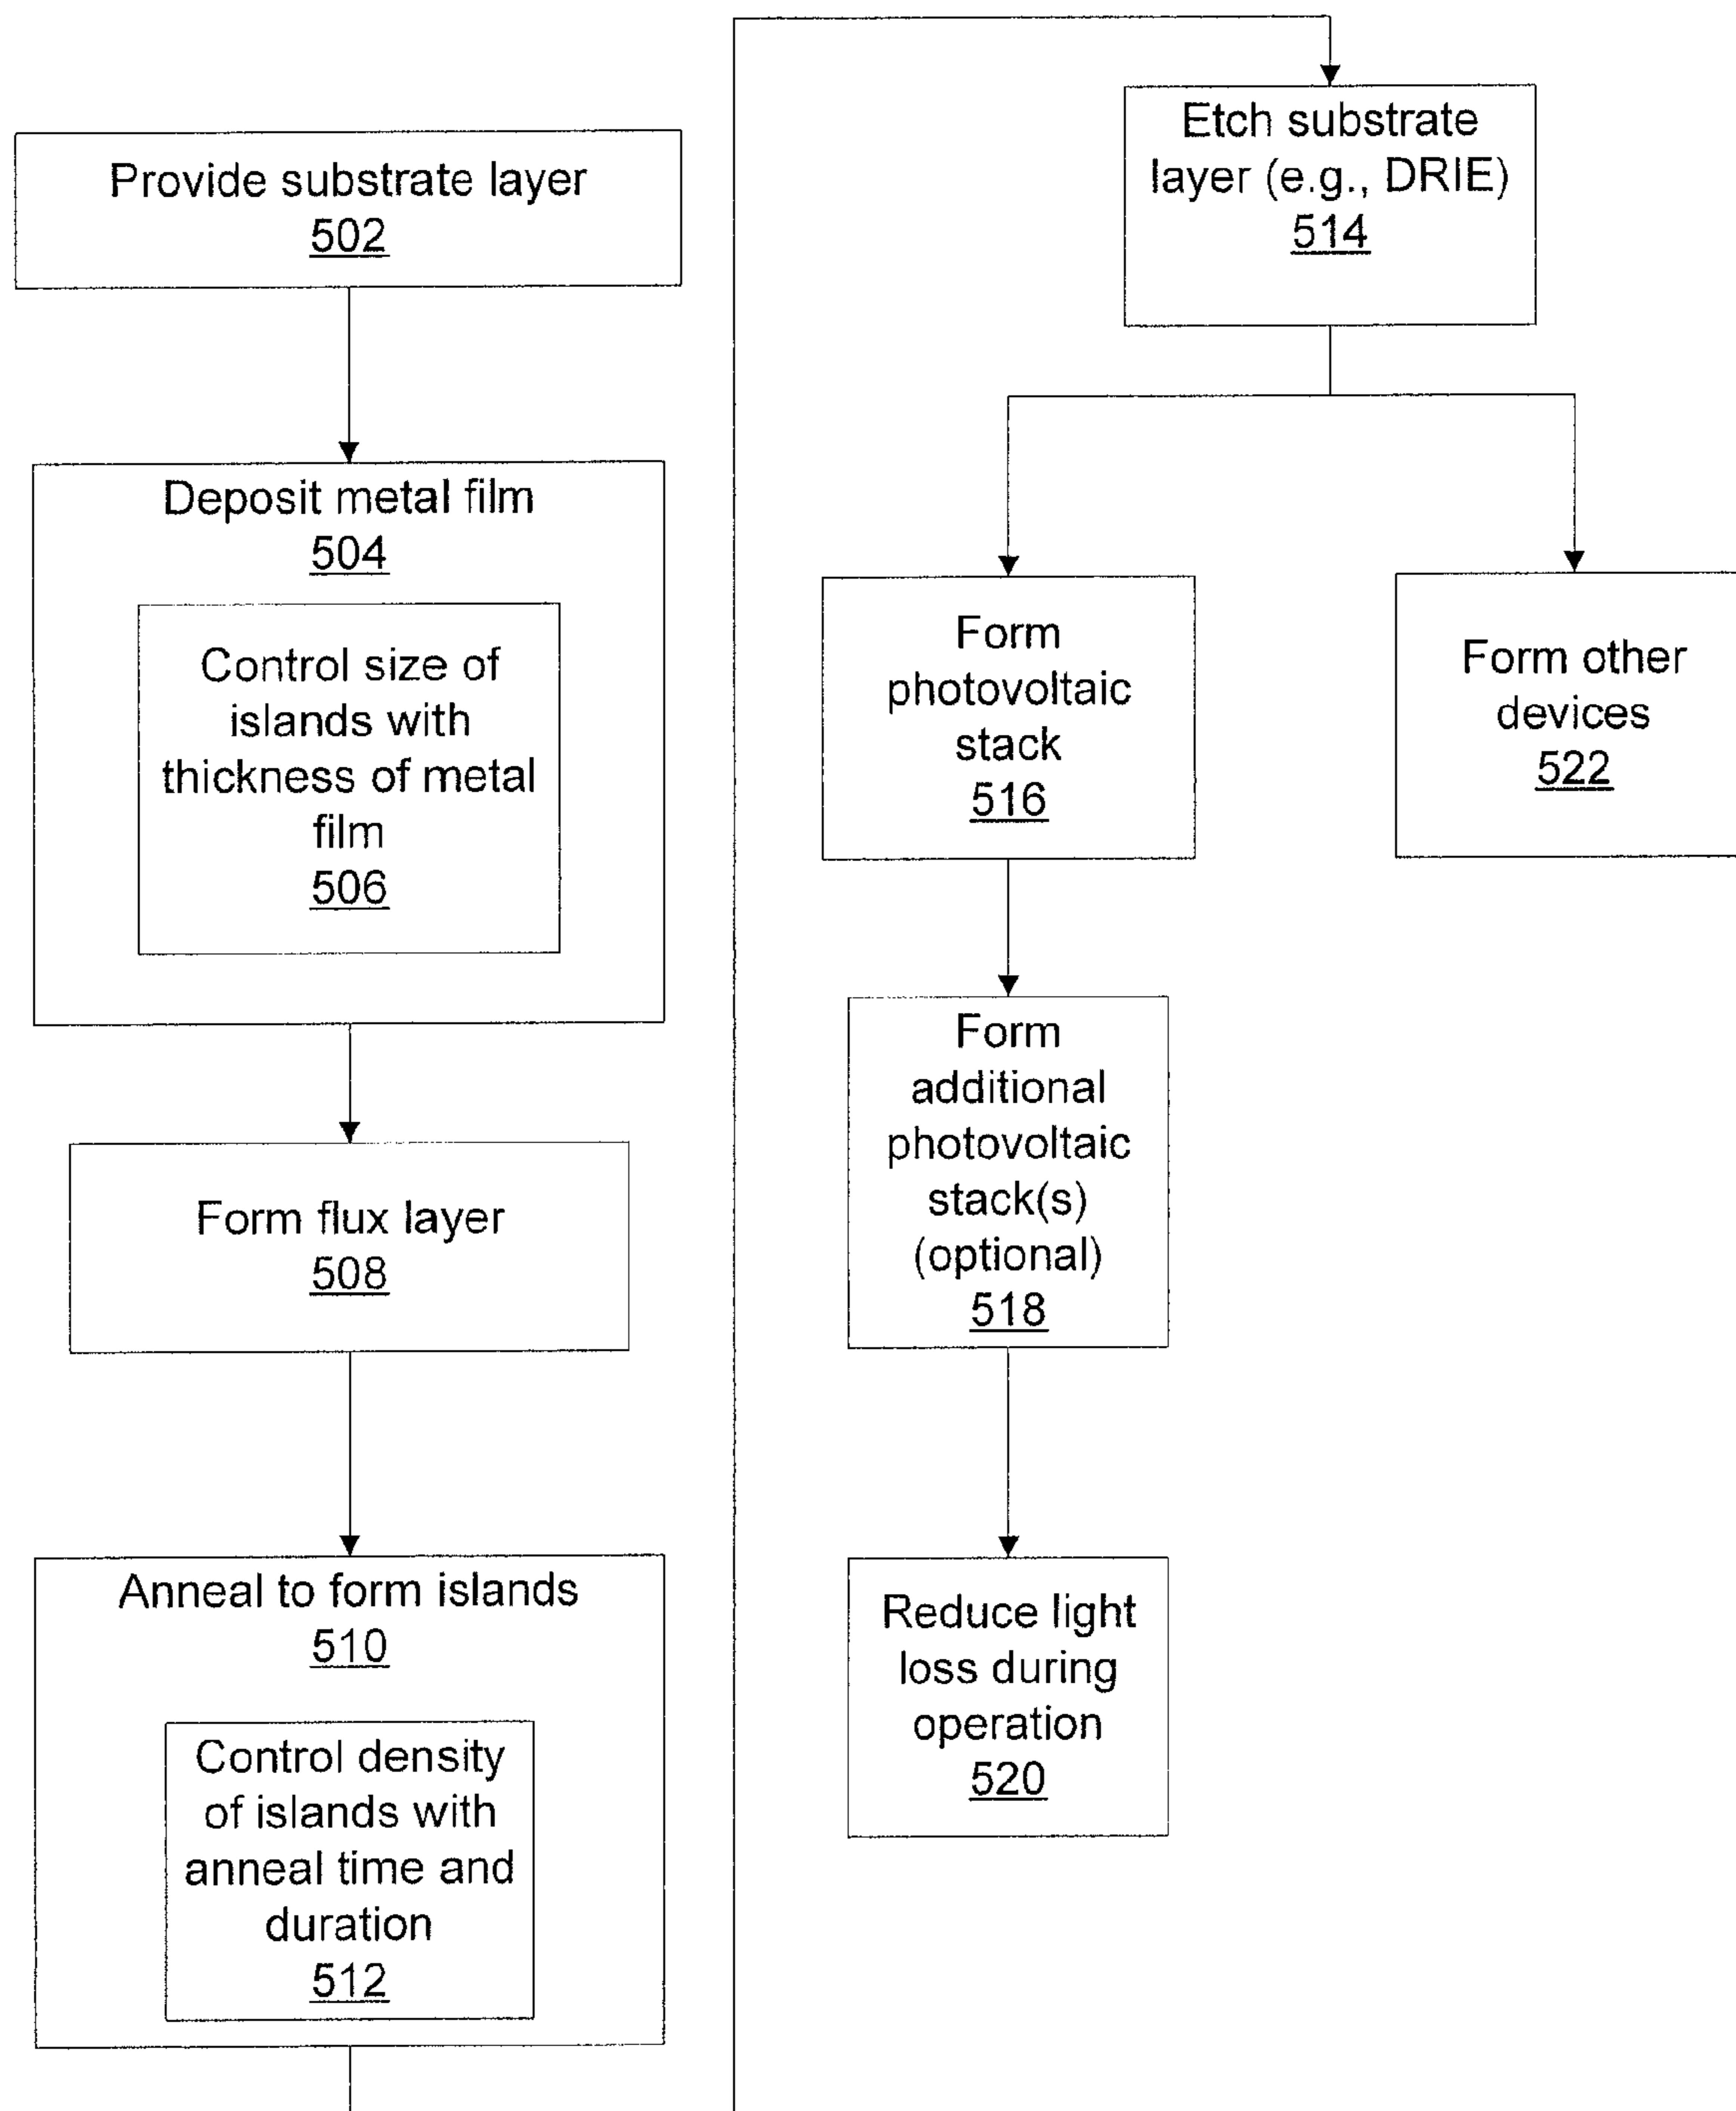 Provide substrate layer
502
Deposit metal film
504
Control size of
islands with
thickness of metal
film
506
Form flux layer
508
Anneal to form islands
510
Control density
of islands with
anneal time and
duration
512
Etch substrate
layer (e.g., DRIE)
514
Form
photovoltaic
stack
516
Form other
devices
522
Form
additional
photovoltaic
stack(s)
(optional)
518
Reduce light
loss during
operation
520